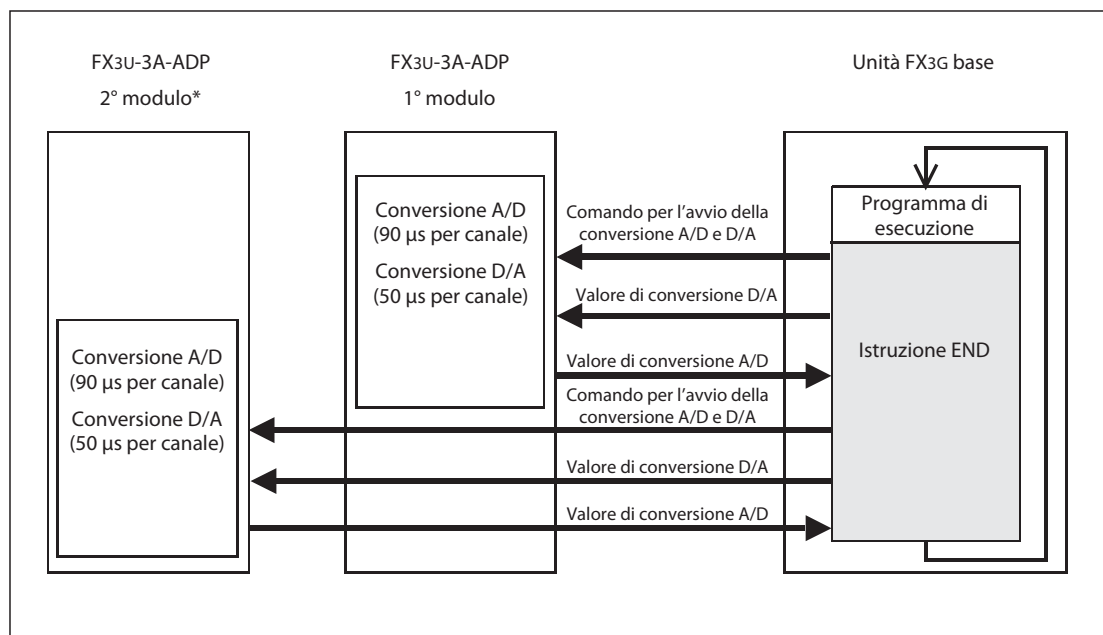 FX3U-3A-ADP
2° modulo*
FX3U-3A-ADP
1° modulo
Unità FX3G base
Conversione A/D
(90 µs per canale)
Conversione D/A
(50 µs per canale)
Conversione A/D
(90 µs per canale)
Conversione D/A
(50 µs per canale)
Comando per l’avvio della
conversione A/D e D/A
Valore di conversione D/A
Valore di conversione A/D
Comando per l’avvio della
conversione A/D e D/A
Valore di conversione D/A
Valore di conversione A/D
Programma di
esecuzione
Istruzione END